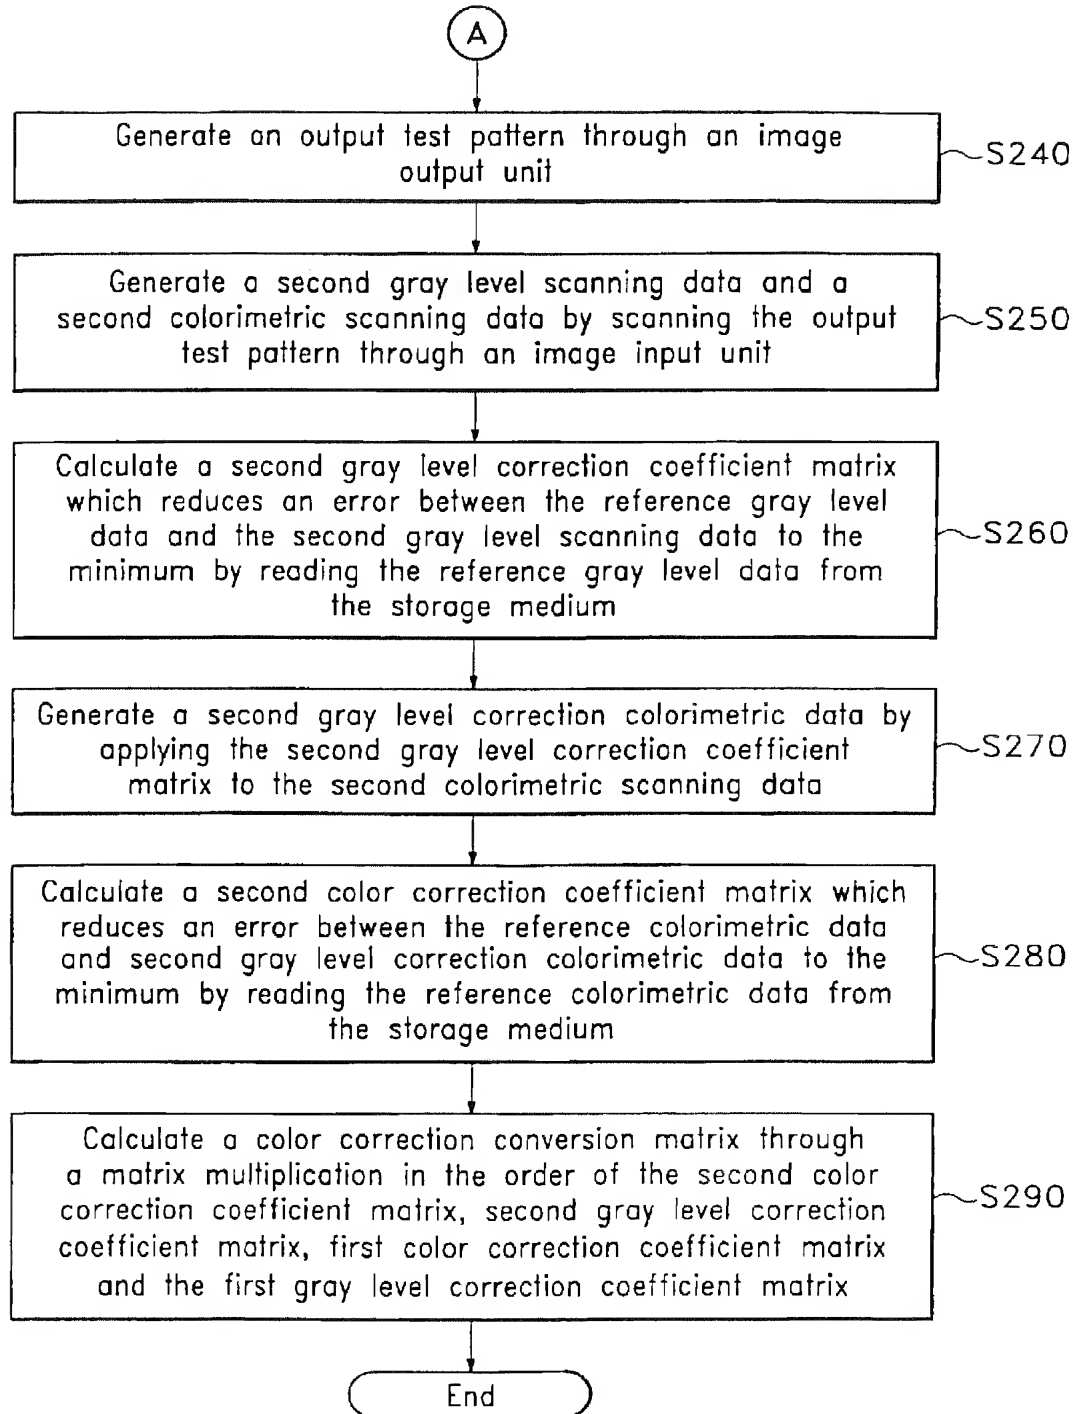 A
Generate an output test pattern through an image
output unit
S240
Generate a second gray level scanning data and a
second colorimetric scanning data by scanning the output
test pattern through an image input unit
S250
Calculate a second gray level correction coefficient matrix
which reduces an error between the reference gray level
data and the second gray level scanning data to the
minimum by reading the reference gray level data from
the storage medium
S260
Generate a second gray level correction colorimetric data by
applying the second gray level correction coefficient
matrix to the second colorimetric scanning data
S270
Calculate a second color correction coefficient matrix which
reduces an error between the reference colorimetric data
and second gray level correction colorimetric data to the
minimum by reading the reference colorimetric data from
the storage medium
S280
Calculate a color correction conversion matrix through
a matrix multiplication in the order of the second color
correction coefficient matrix, second gray level correction
coefficient matrix, first color correction coefficient matrix
and the first gray level correction coefficient matrix
S290
End